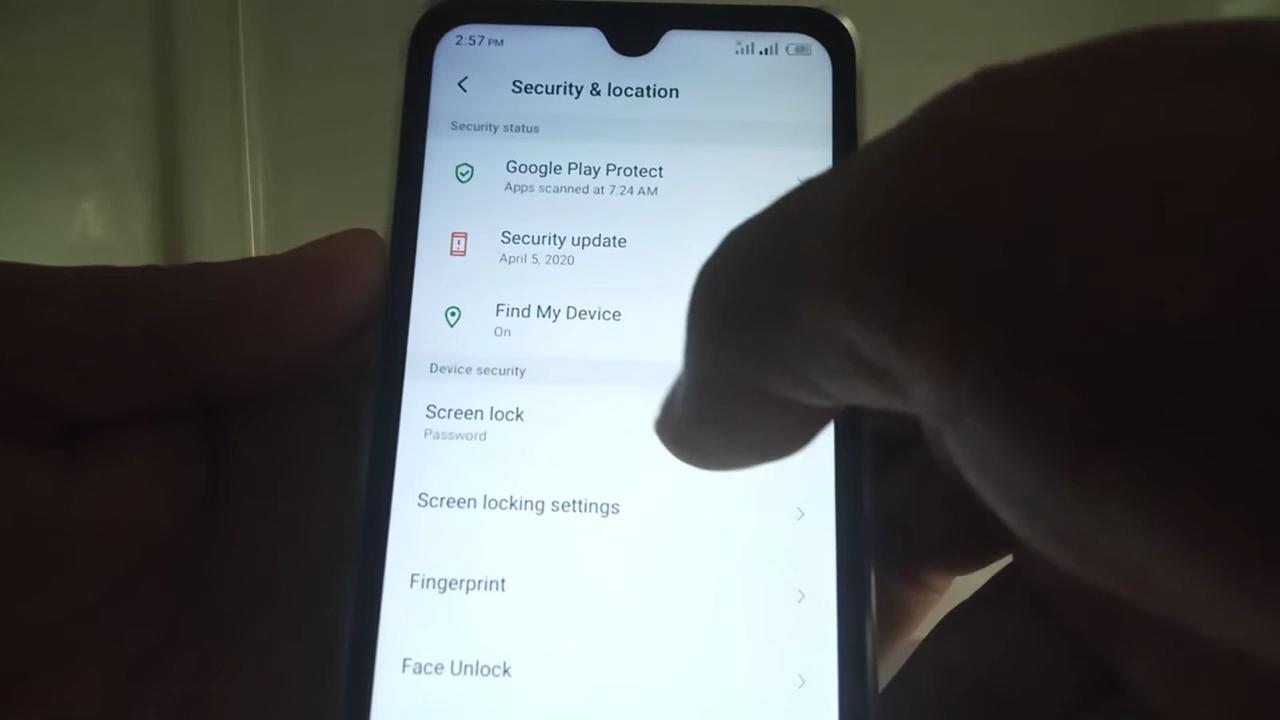 2:57 PM
Security & location
Security status
Google Play Protect
Apps scanned at 7:24 AM
Security update
April 5, 2020
Find My Device
On
Device security
Screen lock
Password
Screen locking settings
Fingerprint
Face Unlock